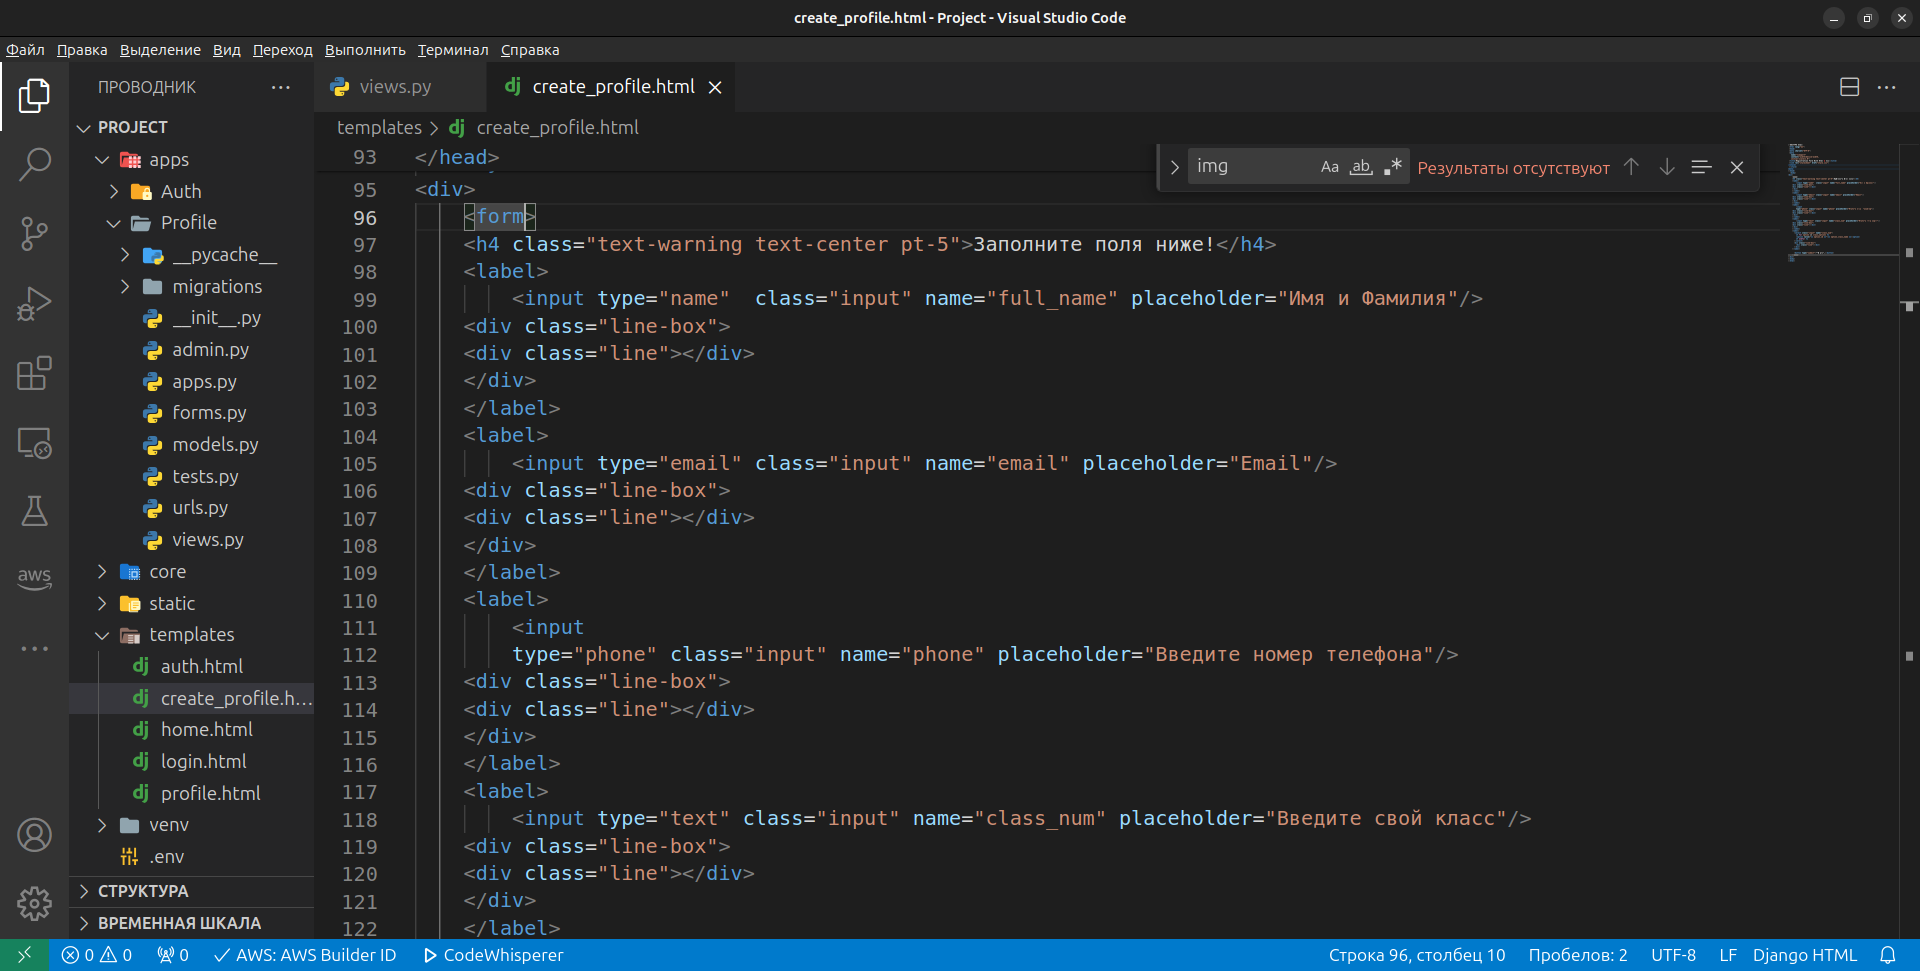 create_profile.html - Project - Visual Studio Code
Файл Правка Выделение Вид Переход Выполнить Терминал Справка
ПРОВОДНИК
PROJECT
apps
Auth
Profile
__pycache__
migrations
__init__.py
admin.py
apps.py
forms.py
models.py
tests.py
urls.py
views.py
core
static
templates
auth.html
create_profile.h...
home.html
login.html
profile.html
venv
.env
СТРУКТУРА
ВРЕМЕННАЯ ШКАЛА
aws
views.py
create_profile.html
templates > create_profile.html
img Aa ab .* Результаты отсутствуют
93 </head>
95 <div>
96 <form>
97 <h4 class="text-warning text-center pt-5">Заполните поля ниже!</h4>
98 <label>
99 <input type="name"  class="input" name="full_name" placeholder="Имя и Фамилия"/>
100 <div class="line-box">
101 <div class="line"></div>
102 </div>
103 </label>
104 <label>
105 <input type="email" class="input" name="email" placeholder="Email"/>
106 <div class="line-box">
107 <div class="line"></div>
108 </div>
109 </label>
110 <label>
111 <input
112 type="phone" class="input" name="phone" placeholder="Введите номер телефона"/>
113 <div class="line-box">
114 <div class="line"></div>
115 </div>
116 </label>
117 <label>
118 <input type="text" class="input" name="class_num" placeholder="Введите свой класс"/>
119 <div class="line-box">
120 <div class="line"></div>
121 </div>
122 </label>
0 0 0 AWS: AWS Builder ID CodeWhisperer
Строка 96, столбец 10 Пробелов: 2 UTF-8 LF Django HTML